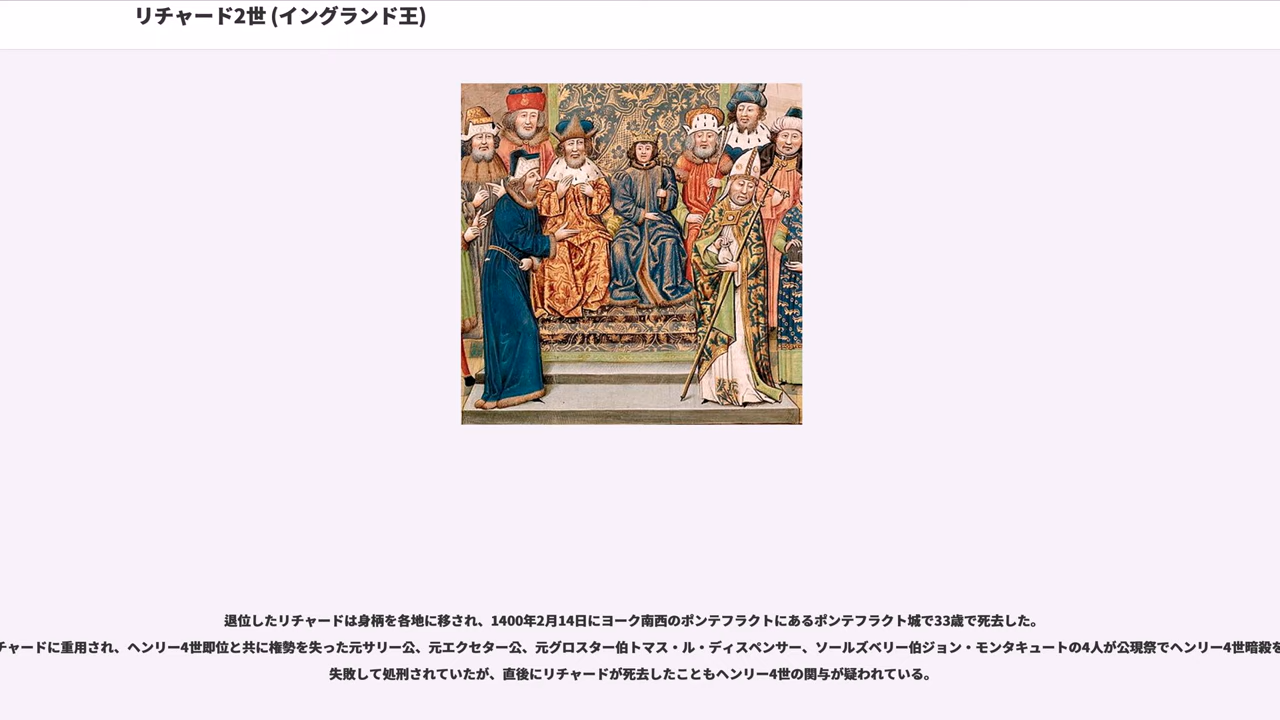 リチャード2世 (イングランド王)
退位したリチャードは身柄を各地に移され、1400年2月14日にヨーク南西のポンテフラクトにあるポンテフラクト城で33歳で死去した。
チャードに重用され、ヘンリー4世即位と共に権勢を失った元サリー公、元エクセター公、元グロスター伯トマス・ル・ディスペンサー、ソールズベリー伯ジョン・モンタキュートの4人が公現祭でヘンリー4世暗殺を
失敗して処刑されていたが、直後にリチャードが死去したこともヘンリー4世の関与が疑われている。